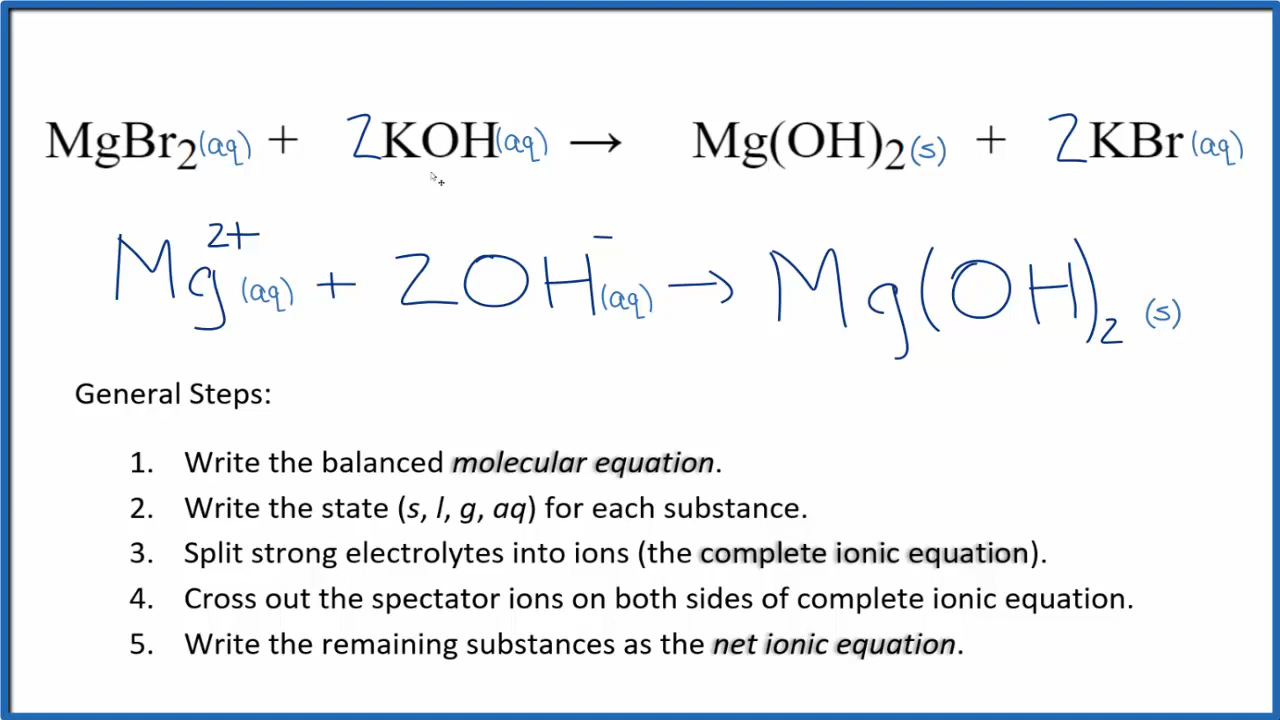 MgBr₂(aq) + 2KOH(aq) → Mg(OH)₂(s) + 2KBr(aq)
Mg²⁺(aq) + 2OH⁻(aq) → Mg(OH)₂ (s)
General Steps:
1. Write the balanced molecular equation.
2. Write the state (s, l, g, aq) for each substance.
3. Split strong electrolytes into ions (the complete ionic equation).
4. Cross out the spectator ions on both sides of complete ionic equation.
5. Write the remaining substances as the net ionic equation.